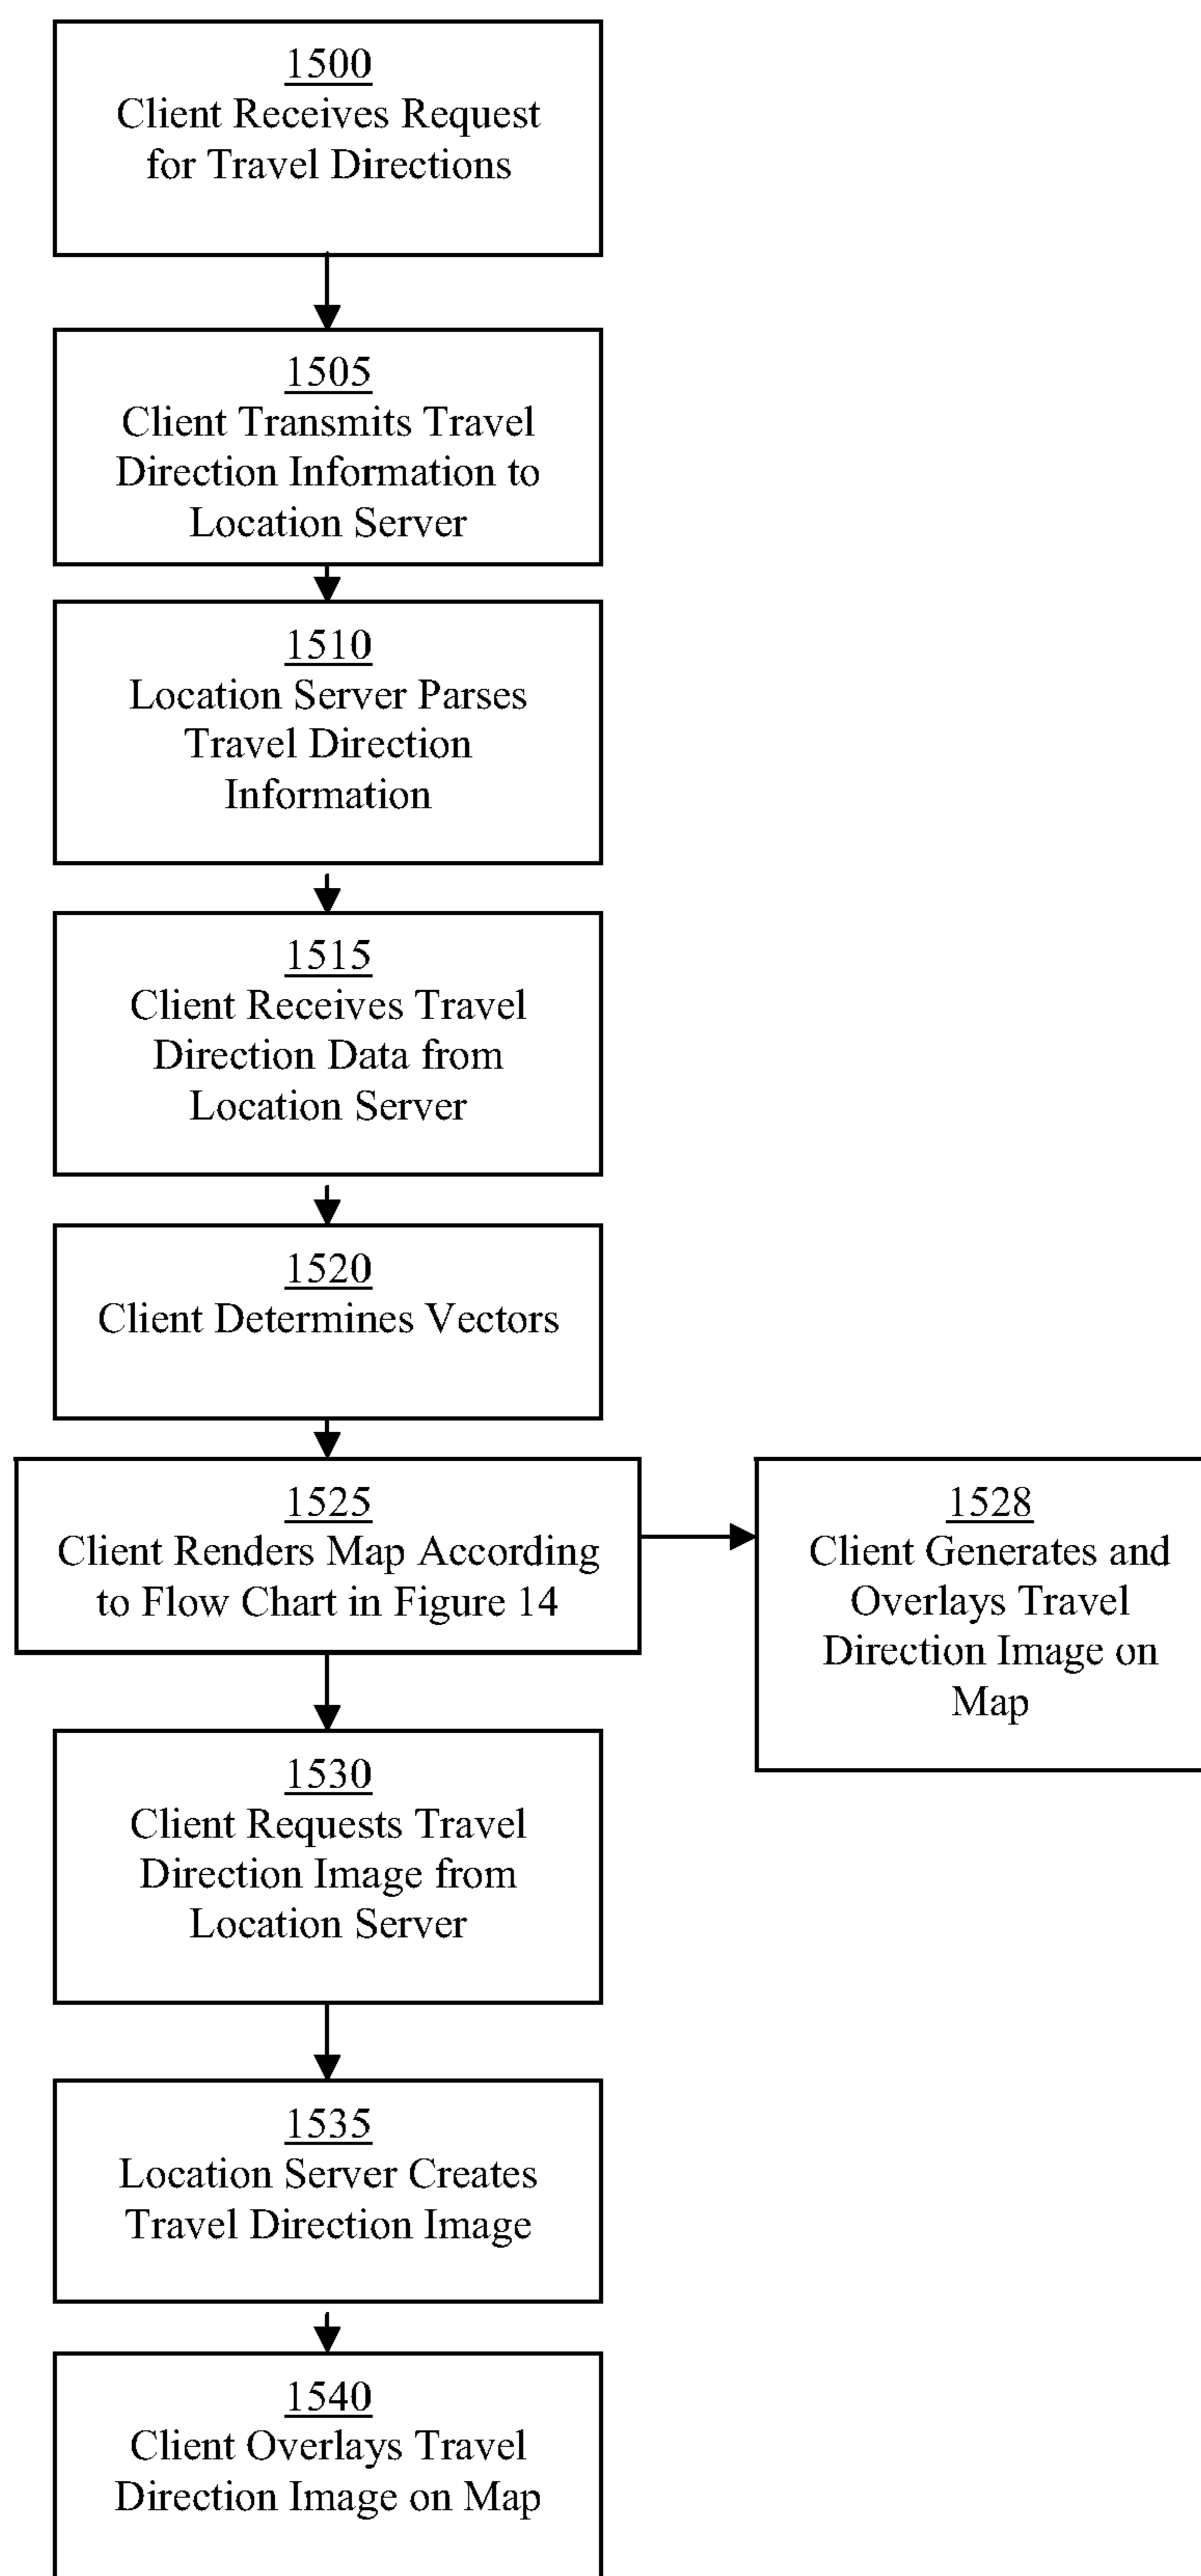 1500
Client Receives Request
for Travel Directions
1505
Client Transmits Travel
Direction Information to
Location Server
1510
Location Server Parses
Travel Direction
Information
1515
Client Receives Travel
Direction Data from
Location Server
1520
Client Determines Vectors
1525
Client Renders Map According
to Flow Chart in Figure 14
1528
Client Generates and
Overlays Travel
Direction Image on
Map
1530
Client Requests Travel
Direction Image from
Location Server
1535
Location Server Creates
Travel Direction Image
1540
Client Overlays Travel
Direction Image on Map